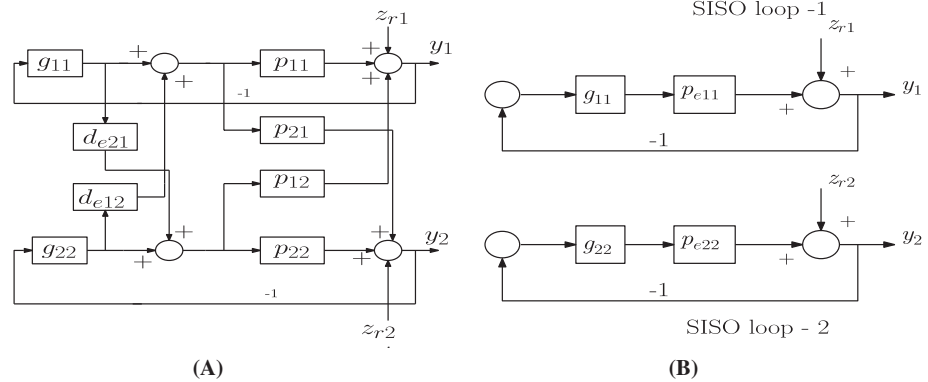 z_{r1}
y_1
g_{11}
+
+
p_{11}
+
+
-1
d_{e21}
p_{21}
d_{e12}
p_{12}
g_{22}
+
+
p_{22}
+
+
y_2
-1
z_{r2}
(A)
SISO loop -1
z_{r1}
g_{11}
p_{e11}
+
+
y_1
-1
z_{r2}
g_{22}
p_{e22}
+
+
y_2
-1
SISO loop - 2
(B)